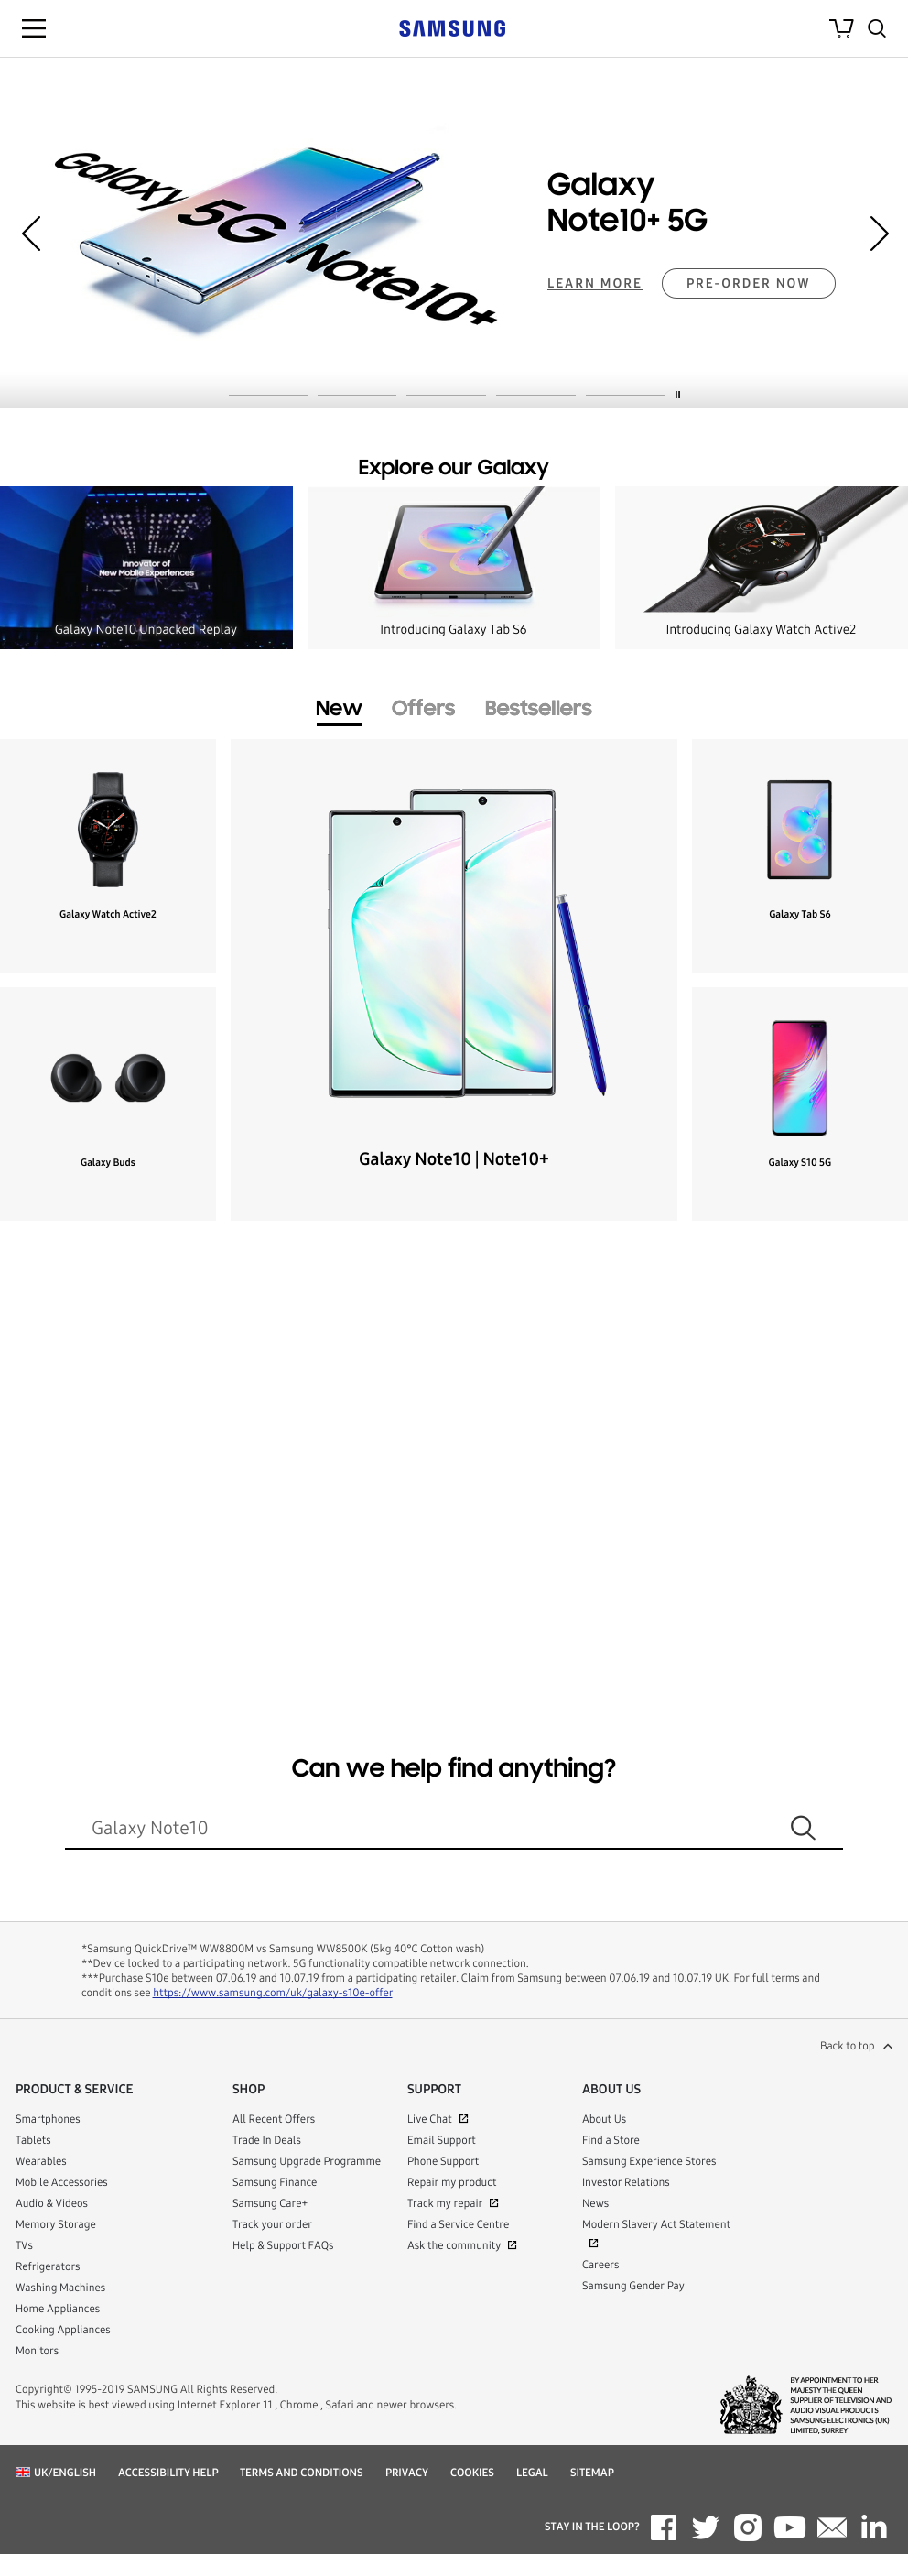 SAMSUNG
Galaxy 5G Note10+
Galaxy
Note10+ 5G
LEARN MORE
PRE-ORDER NOW
Explore our Galaxy
Innovator of
New Mobile Experiences
Galaxy Note10 Unpacked Replay
Introducing Galaxy Tab S6
Introducing Galaxy Watch Active2
New
Offers
Bestsellers
Galaxy Watch Active2
Galaxy Tab S6
Galaxy Buds
Galaxy Note10 | Note10+
Galaxy S10 5G
Can we help find anything?
Galaxy Note10
*Samsung QuickDrive™ WW8800M vs Samsung WW8500K (5kg 40°C Cotton wash)
**Device locked to a participating network. 5G functionality compatible network connection.
***Purchase S10e between 07.06.19 and 10.07.19 from a participating retailer. Claim from Samsung between 07.06.19 and 10.07.19 UK. For full terms and
conditions see https://www.samsung.com/uk/galaxy-s10e-offer
Back to top
PRODUCT & SERVICE
Smartphones
Tablets
Wearables
Mobile Accessories
Audio & Videos
Memory Storage
TVs
Refrigerators
Washing Machines
Home Appliances
Cooking Appliances
Monitors
SHOP
All Recent Offers
Trade In Deals
Samsung Upgrade Programme
Samsung Finance
Samsung Care+
Track your order
Help & Support FAQs
SUPPORT
Live Chat
Email Support
Phone Support
Repair my product
Track my repair
Find a Service Centre
Ask the community
ABOUT US
About Us
Find a Store
Samsung Experience Stores
Investor Relations
News
Modern Slavery Act Statement
Careers
Samsung Gender Pay
Copyright© 1995-2019 SAMSUNG All Rights Reserved.
This website is best viewed using Internet Explorer 11 , Chrome , Safari and newer browsers.
BY APPOINTMENT TO HER
MAJESTY THE QUEEN
SUPPLIER OF TELEVISION AND
AUDIO VISUAL PRODUCTS
SAMSUNG ELECTRONICS (UK)
LIMITED, SURREY
UK/ENGLISH
ACCESSIBILITY HELP
TERMS AND CONDITIONS
PRIVACY
COOKIES
LEGAL
SITEMAP
STAY IN THE LOOP?